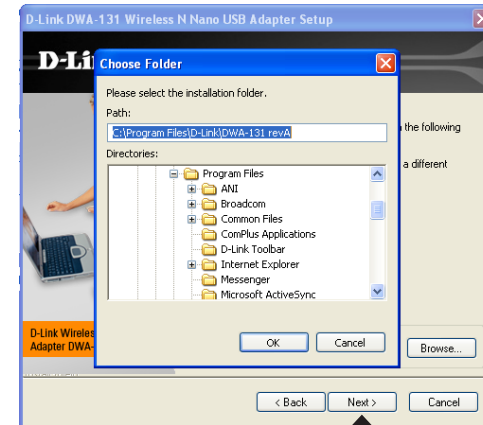 D-Link DWA-131 Wireless N Nano USB Adapter Setup
D-Li
Choose Folder
Please select the installation folder.
Path:
C:\Program Files\D-Link\DWA-131 revA
the following
Directories:
a different
Program Files
ANI
Broadcom
Common Files
ComPlus Applications
D-Link Toolbar
Internet Explorer
Messenger
Microsoft ActiveSync
D-Link Wireles
Adapter DWA-
OK
Cancel
Browse...
< Back
Next >
Cancel